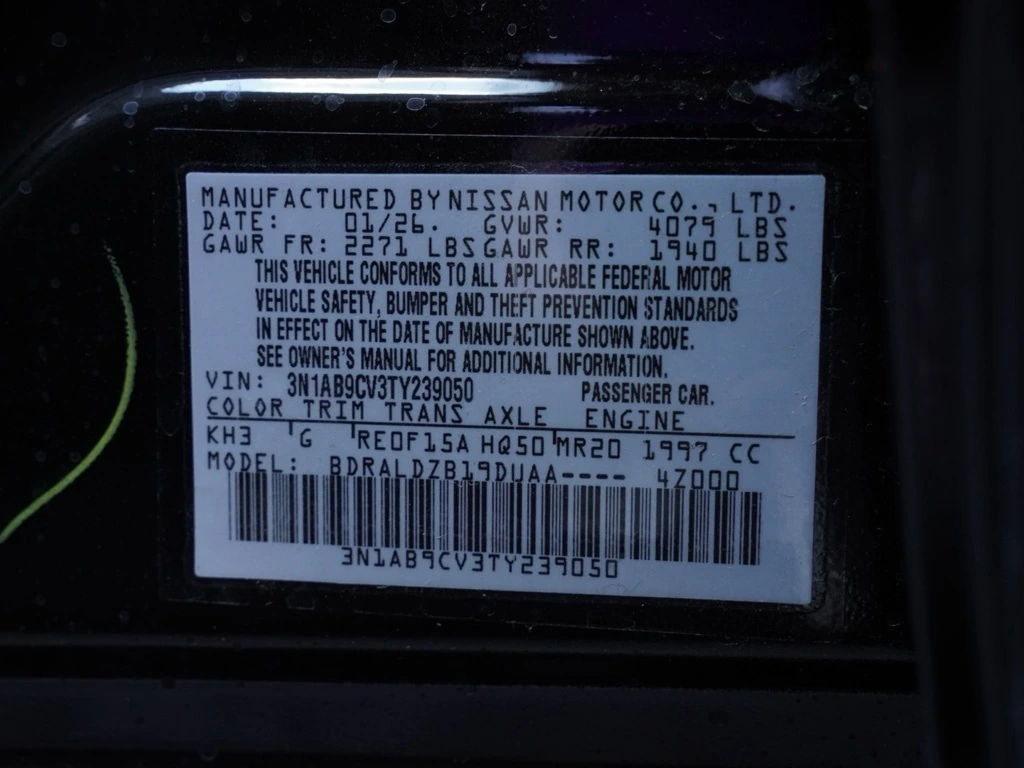 MANUFACTURED BY NISSAN MOTOR CO., LTD.
DATE: 01/26. GVWR: 4079 LBS
GAWR FR: 2271 LBS GAWR RR: 1940 LBS
THIS VEHICLE CONFORMS TO ALL APPLICABLE FEDERAL MOTOR
VEHICLE SAFETY, BUMPER AND THEFT PREVENTION STANDARDS
IN EFFECT ON THE DATE OF MANUFACTURE SHOWN ABOVE.
SEE OWNER'S MANUAL FOR ADDITIONAL INFORMATION.
VIN: 3N1AB9CV3TY239050 PASSENGER CAR.
COLOR TRIM TRANS AXLE ENGINE
KH3 G RE0F15A HQ50 MR20 1997 CC
MODEL: BDRALDZB19DUAA---- 4Z000
3N1AB9CV3TY239050